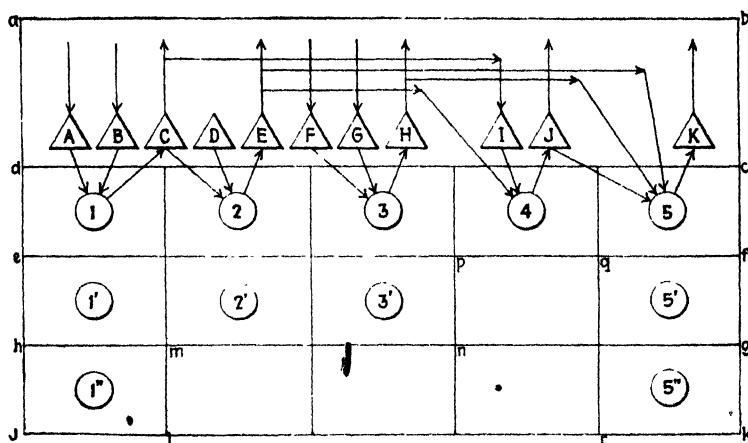 a b
A B C D E F G H I J K
d c
1 2 3 4 5
e p q f
1' 2' 3' 5'
h m n g
1" 5"
J l r k